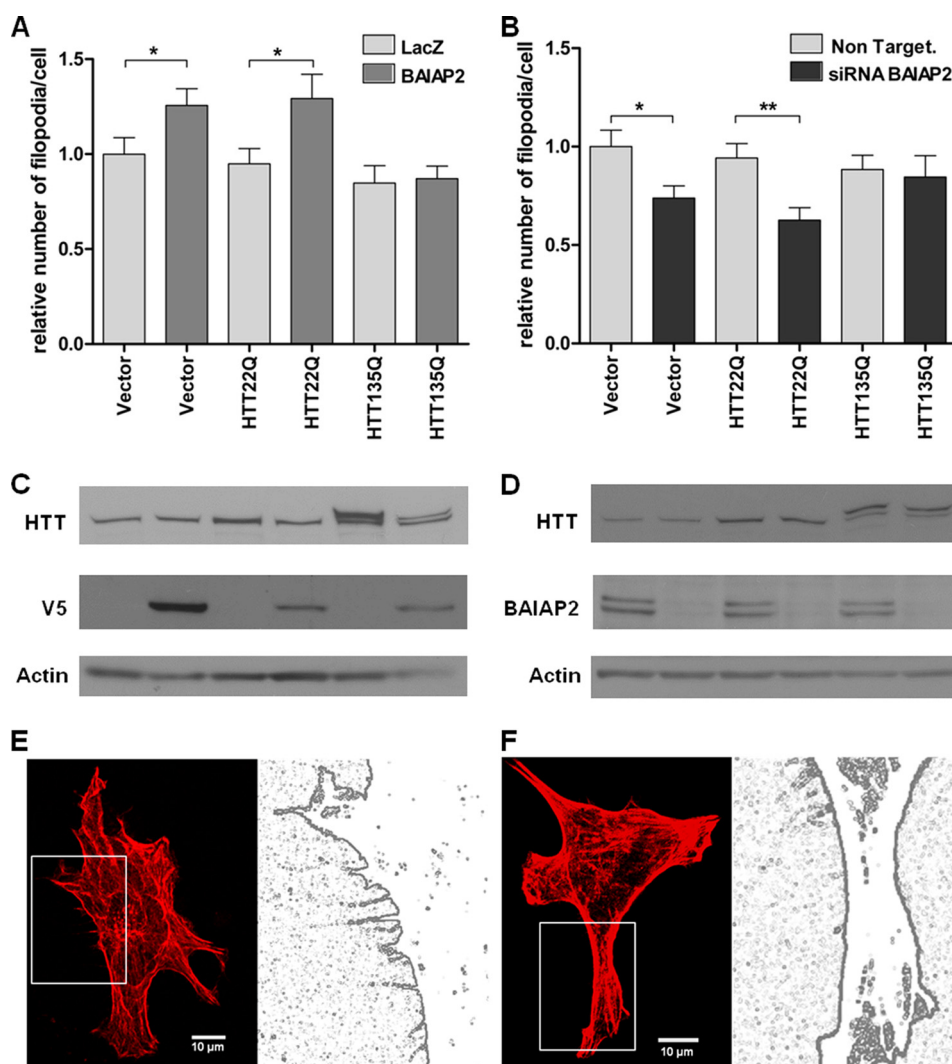 A
relative number of filopodia/cell
1.5
1.0
0.5
0.0
*
*
LacZ
BAIAP2
Vector
Vector
HTT22Q
HTT22Q
HTT135Q
HTT135Q
B
relative number of filopodia/cell
1.5
1.0
0.5
0.0
*
**
Non Target.
siRNA BAIAP2
Vector
Vector
HTT22Q
HTT22Q
HTT135Q
HTT135Q
C
HTT
V5
Actin
D
HTT
BAIAP2
Actin
E
10 µm
F
10 µm